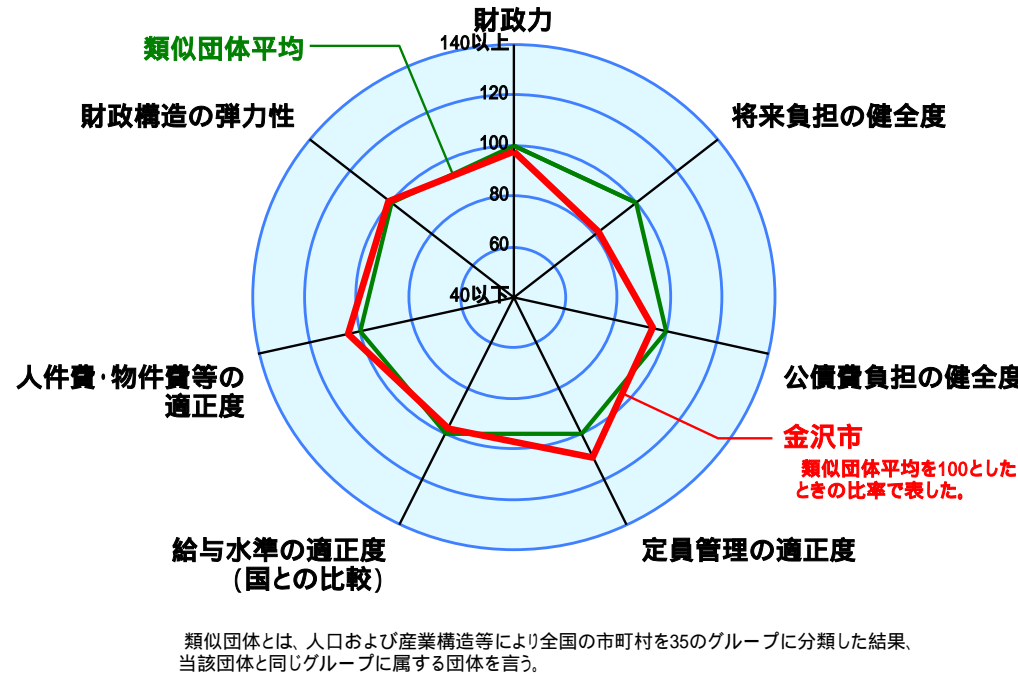 財政力
140以上
類似団体平均
120
財政構造の弾力性
将来負担の健全度
100
80
60
40以下
人件費・物件費等の
適正度
公債費負担の健全度
金沢市
類似団体平均を100とした
ときの比率で表した。
給与水準の適正度
(国との比較)
定員管理の適正度
類似団体とは、人口および産業構造等により全国の市町村を35のグループに分類した結果、
当該団体と同じグループに属する団体を言う。